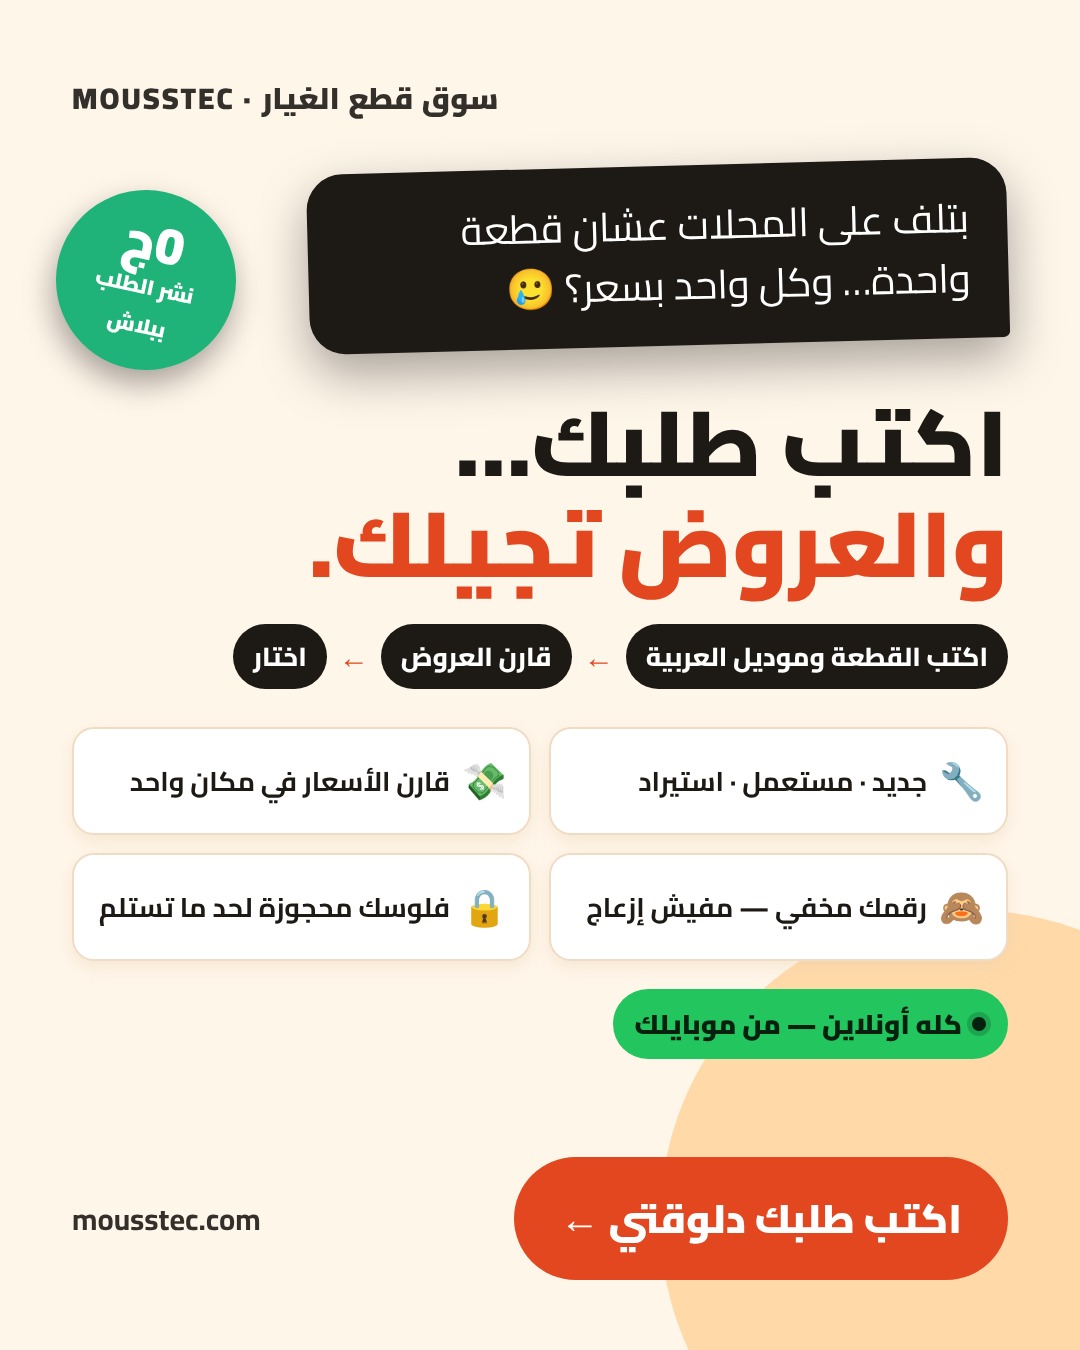 سوق قطع الغيار · MOUSSTEC
بتلف على المحلات عشان قطعة
واحدة... وكل واحد بسعر؟ 🥲
0ج
نشر الطلب
ببلاش
اكتب طلبك...
والعروض تجيلك.
اكتب القطعة وموديل العربية ← قارن العروض ← اختار
🔧 جديد · مستعمل · استيراد
💸 قارن الأسعار في مكان واحد
🙈 رقمك مخفي — مفيش إزعاج
🔒 فلوسك محجوزة لحد ما تستلم
كله أونلاين — من موبايلك
اكتب طلبك دلوقتي ←
mousstec.com